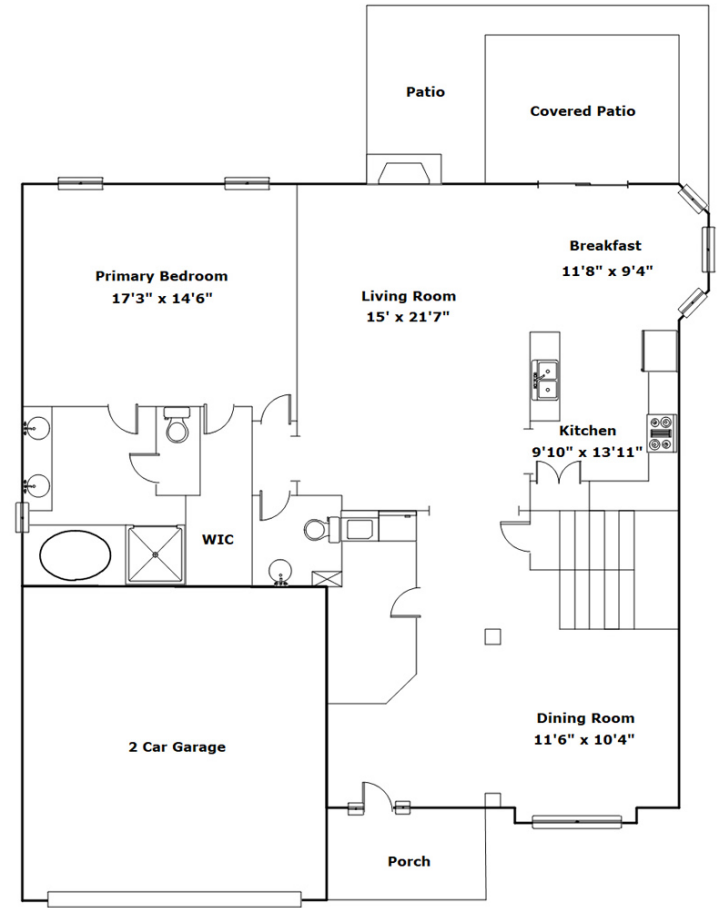 Patio
Covered Patio
Breakfast
11'8" x 9'4"
Primary Bedroom
17'3" x 14'6"
Living Room
15' x 21'7"
Kitchen
9'10" x 13'11"
WIC
Dining Room
11'6" x 10'4"
2 Car Garage
Porch